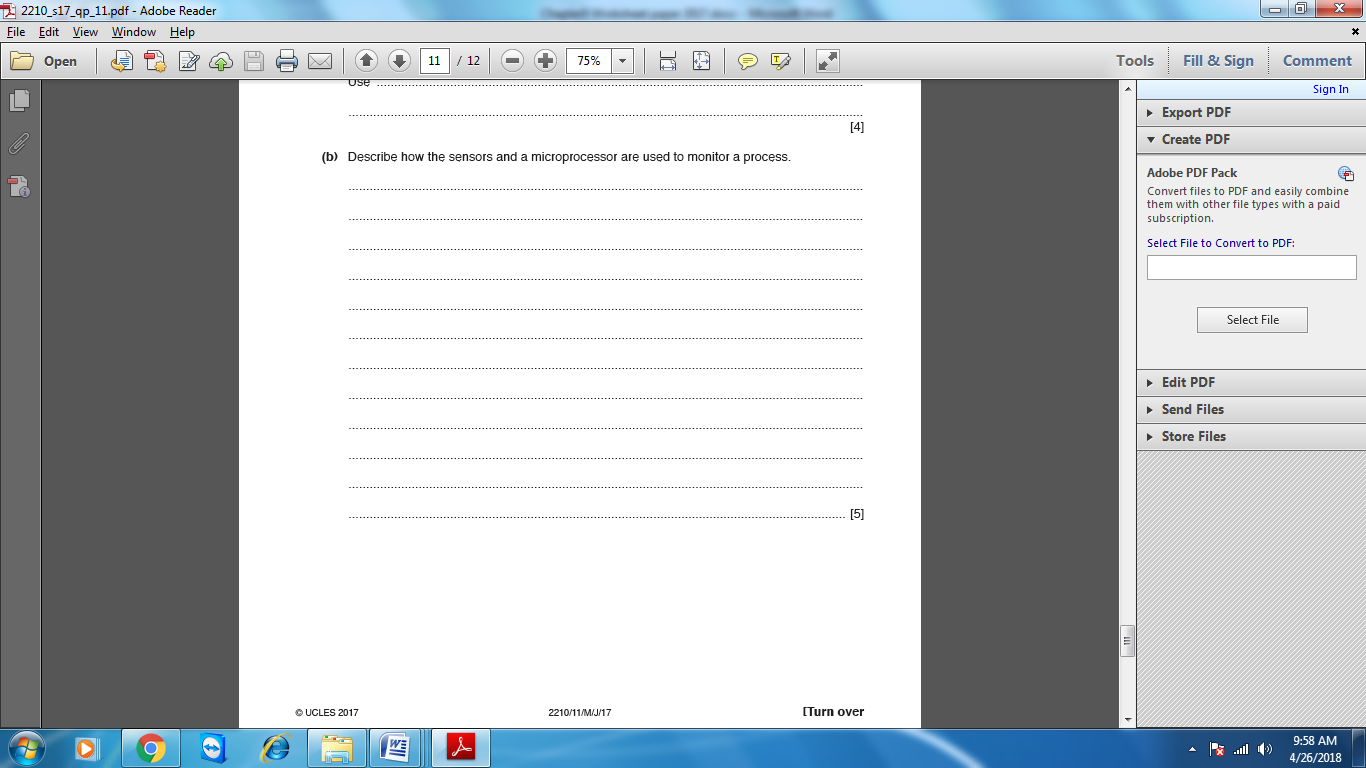 2210_s17_qp_11.pdf - Adobe Reader
File Edit View Window Help
Open 11 / 12 75% Tools Fill & Sign Comment
Sign In
Use
[4]
(b) Describe how the sensors and a microprocessor are used to monitor a process.
[5]
© UCLES 2017 2210/11/M/J/17 [Turn over
Export PDF
Create PDF
Adobe PDF Pack
Convert files to PDF and easily combine
them with other file types with a paid
subscription.
Select File to Convert to PDF:
Select File
Edit PDF
Send Files
Store Files
9:58 AM
4/26/2018